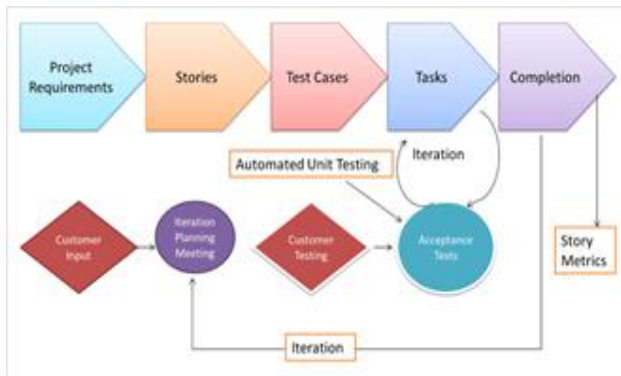 Project
Requirements
Stories
Test Cases
Tasks
Completion
Iteration
Automated Unit Testing
Customer
Input
Iteration
Planning
Meeting
Customer
Testing
Acceptance
Tests
Story
Metrics
Iteration